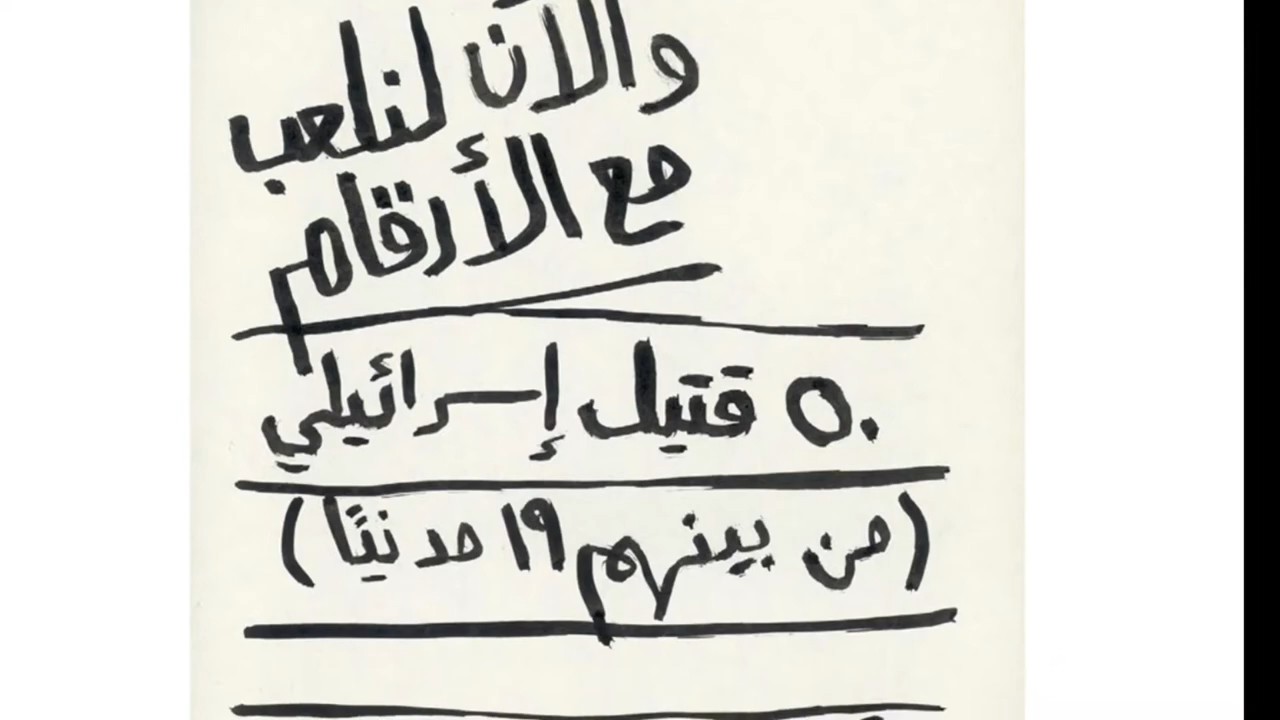 والآن لنلعب
مع الأرقام
٥٠ قتيل إسرائيلي
(من بينهم ١٩ مدنيًا)